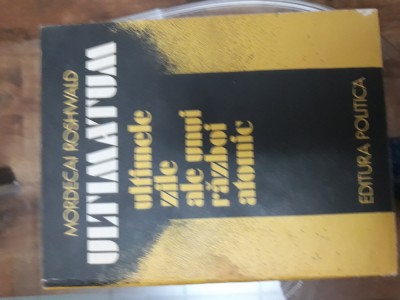 MORDECAI ROSHWALD
ULTIMATUM
ultimele
zile
ale unui
război
atomic
EDITURA POLITICA